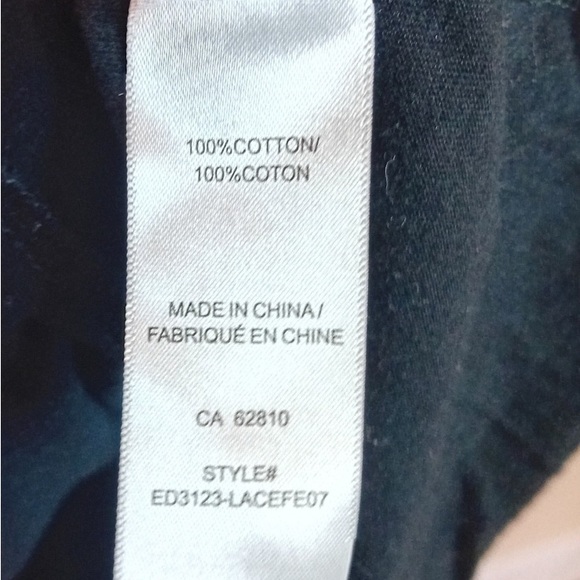 100%COTTON/
100%COTON
MADE IN CHINA/
FABRIQUÉ EN CHINE
CA 62810
STYLE#
ED3123-LACEFE07